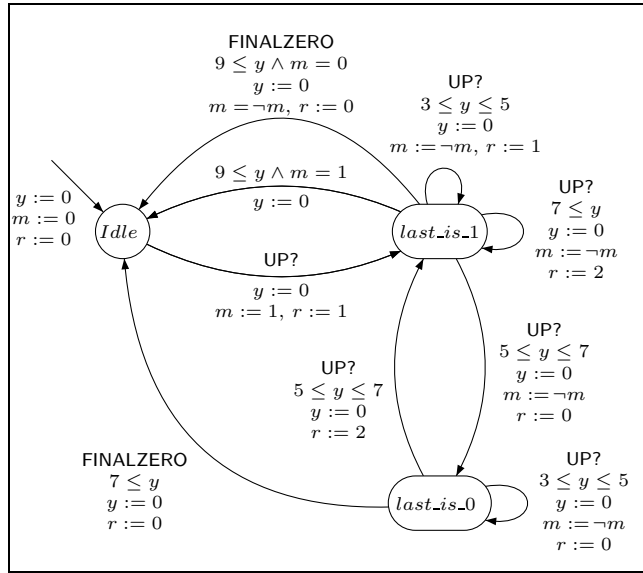 FINALZERO
9 ≤ y ∧ m = 0
y := 0
m = ¬m, r := 0
UP?
3 ≤ y ≤ 5
y := 0
m := ¬m, r := 1
9 ≤ y ∧ m = 1
y := 0
y := 0
m := 0
r := 0
Idle
last_is_1
UP?
7 ≤ y
y := 0
m := ¬m
r := 2
UP?
y := 0
m := 1, r := 1
UP?
5 ≤ y ≤ 7
y := 0
r := 2
UP?
5 ≤ y ≤ 7
y := 0
m := ¬m
r := 0
FINALZERO
7 ≤ y
y := 0
r := 0
last_is_0
UP?
3 ≤ y ≤ 5
y := 0
m := ¬m
r := 0